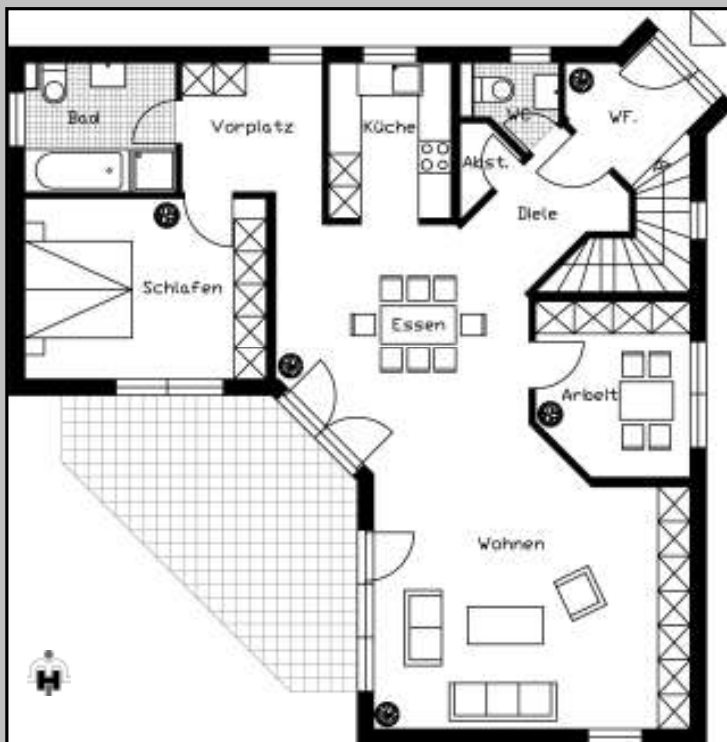 Bad
Vorplatz
Küche
WC
WF.
Abst.
Diele
Schlafen
Essen
Arbeit
Wohnen
H